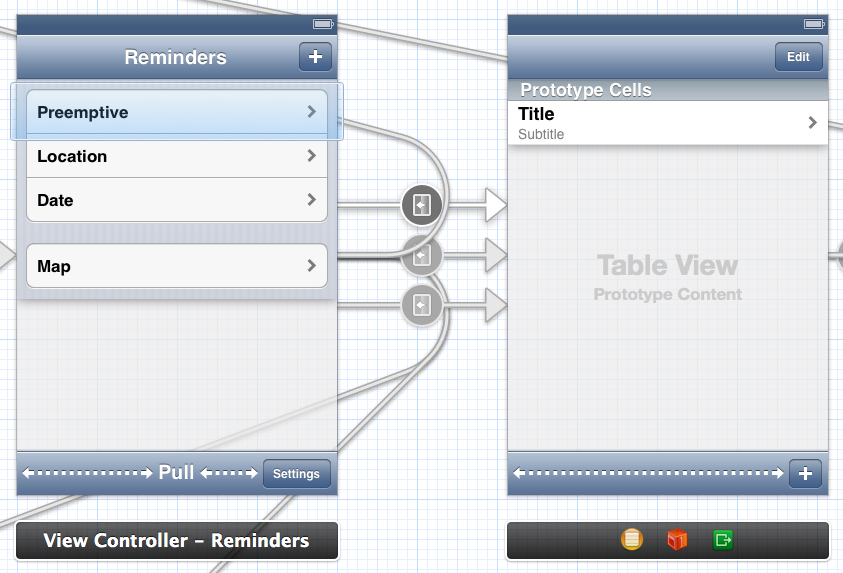 Reminders
+
Preemptive
Location
Date
Map
Pull
Settings
View Controller – Reminders
Edit
Prototype Cells
Title
Subtitle
Table View
Prototype Content
+